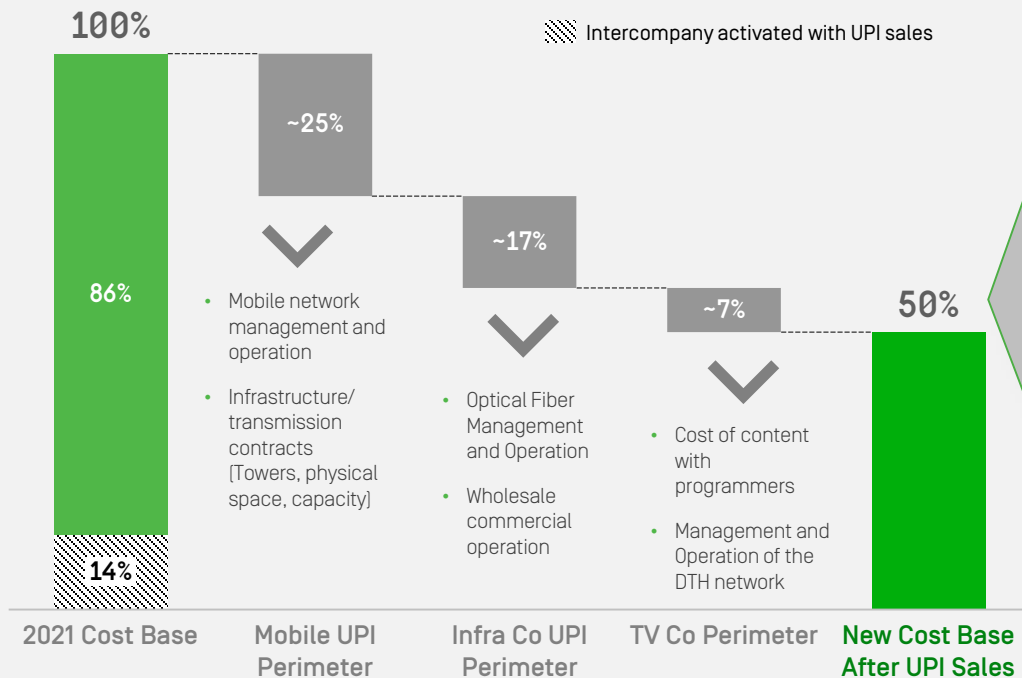 100%
Intercompany activated with UPI sales
~25%
~17%
~7%
50%
86%
14%
• Mobile network
management and
operation
• Infrastructure/
transmission
contracts
(Towers, physical
space, capacity)
• Optical Fiber
Management
and Operation
• Wholesale
commercial
operation
• Cost of content
with
programmers
• Management and
Operation of the
DTH network
2021 Cost Base
Mobile UPI
Perimeter
Infra Co UPI
Perimeter
TV Co Perimeter
New Cost Base
After UPI Sales